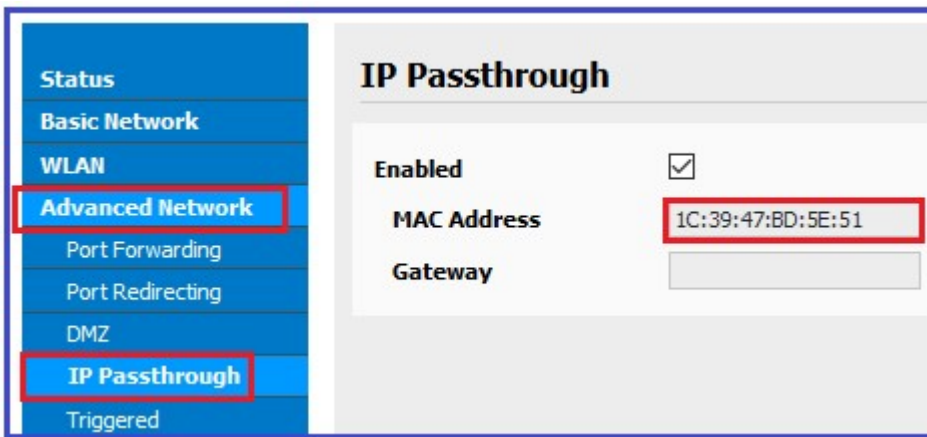 Status
Basic Network
WLAN
Advanced Network
Port Forwarding
Port Redirecting
DMZ
IP Passthrough
Triggered
IP Passthrough
Enabled
MAC Address 1C:39:47:BD:5E:51
Gateway